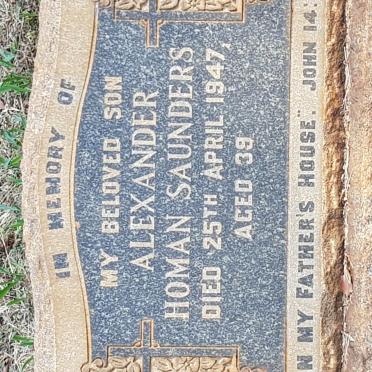 IN MEMORY OF
MY BELOVED SON
ALEXANDER
HOMAN SAUNDERS
DIED 25TH APRIL 1947,
AGED 39
IN MY FATHER'S HOUSE". JOHN 14: